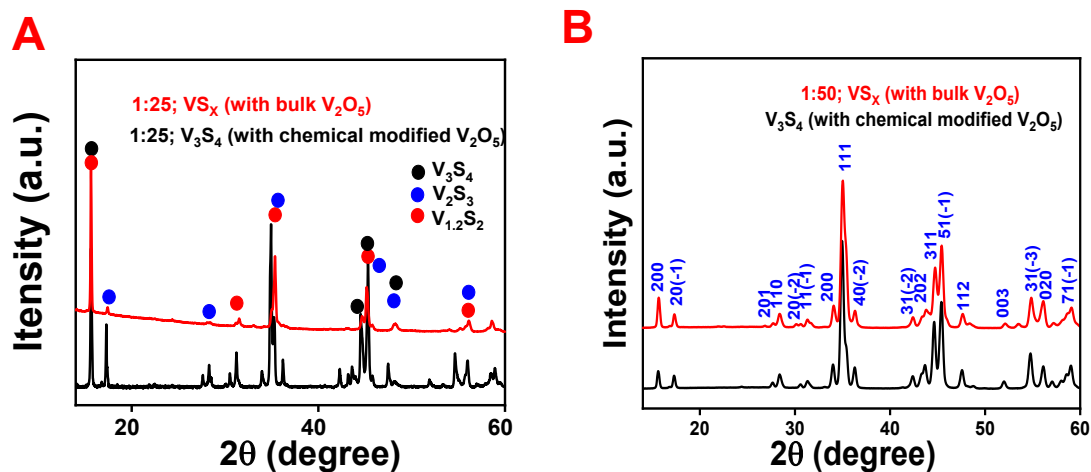 A
Itensity (a.u.)
1:25; VSX (with bulk V2O5)
1:25; V3S4 (with chemical modified V2O5)
V3S4
V2S3
V1.2S2
20
40
60
2θ (degree)
B
Intensity (a.u.)
1:50; VSX (with bulk V2O5)
V3S4 (with chemical modified V2O5)
200
20(-1)
201
110
20(-2)
11(-1)
200
111
40(-2)
31(-2)
202
311
51(-1)
112
003
31(-3)
020
71(-1)
20
30
40
50
60
2θ (degree)